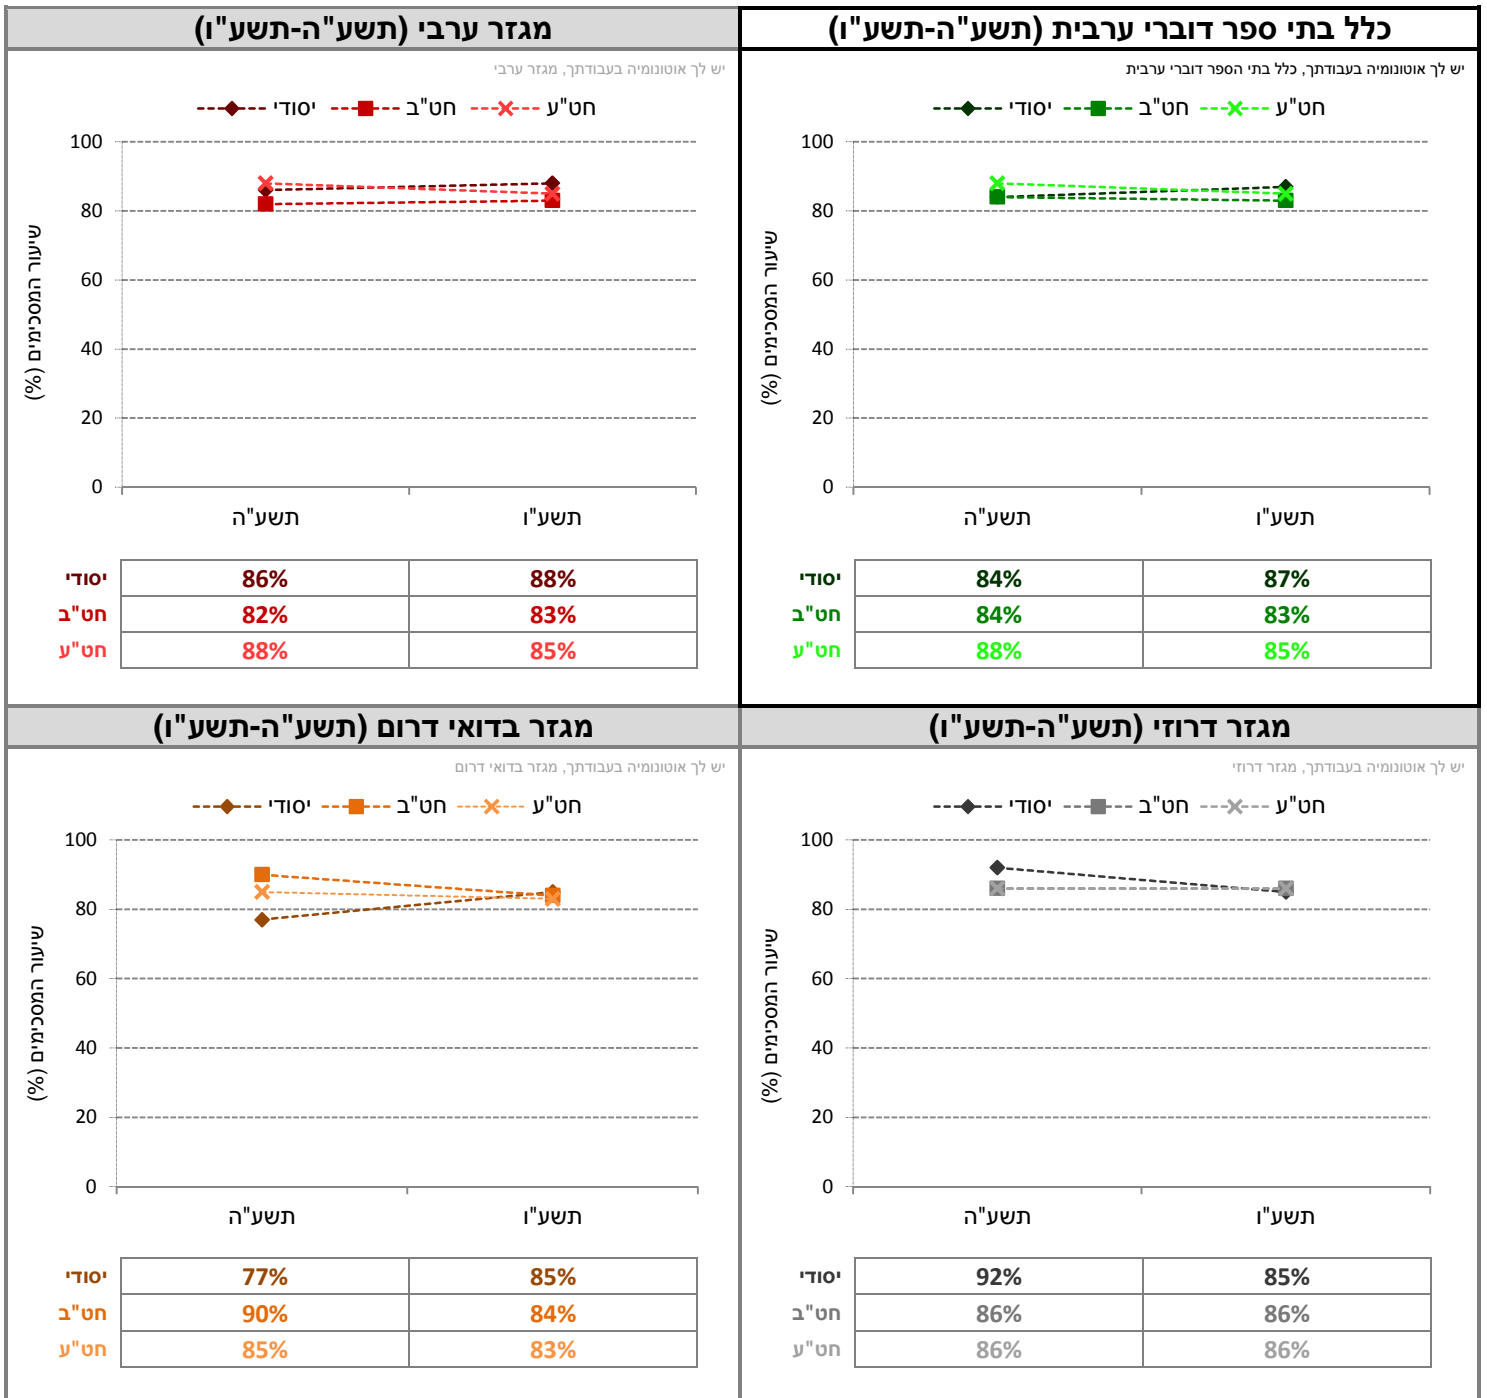 כלל בתי ספר דוברי ערבית (תשע"ה-תשע"ו)
יש לך אוטונומיה בעבודתך, כלל בתי הספר דוברי ערבית
יסודי חט"ב חט"ע
שיעור המסכימים (%)
100
80
60
40
20
0
תשע"ה תשע"ו
יסודי 84% 87%
חט"ב 84% 83%
חט"ע 88% 85%
מגזר ערבי (תשע"ה-תשע"ו)
יש לך אוטונומיה בעבודתך, מגזר ערבי
יסודי חט"ב חט"ע
שיעור המסכימים (%)
100
80
60
40
20
0
תשע"ה תשע"ו
יסודי 86% 88%
חט"ב 82% 83%
חט"ע 88% 85%
מגזר דרוזי (תשע"ה-תשע"ו)
יש לך אוטונומיה בעבודתך, מגזר דרוזי
יסודי חט"ב חט"ע
שיעור המסכימים (%)
100
80
60
40
20
0
תשע"ה תשע"ו
יסודי 92% 85%
חט"ב 86% 86%
חט"ע 86% 86%
מגזר בדואי דרום (תשע"ה-תשע"ו)
יש לך אוטונומיה בעבודתך, מגזר בדואי דרום
יסודי חט"ב חט"ע
שיעור המסכימים (%)
100
80
60
40
20
0
תשע"ה תשע"ו
יסודי 77% 85%
חט"ב 90% 84%
חט"ע 85% 83%